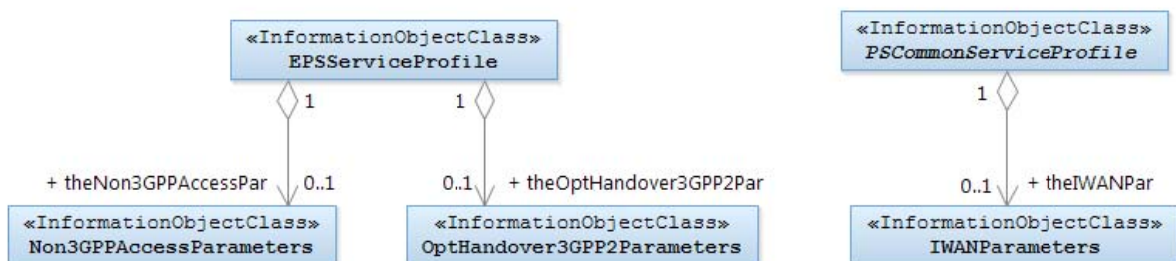 «InformationObjectClass»
EPSServiceProfile
«InformationObjectClass»
PSCommonServiceProfile
1
1
1
+ theNon3GPPAccessPar
0..1
0..1
+ theOptHandover3GPP2Par
0..1
+ theIWANPar
«InformationObjectClass»
Non3GPPAccessParameters
«InformationObjectClass»
OptHandover3GPP2Parameters
«InformationObjectClass»
IWANParameters